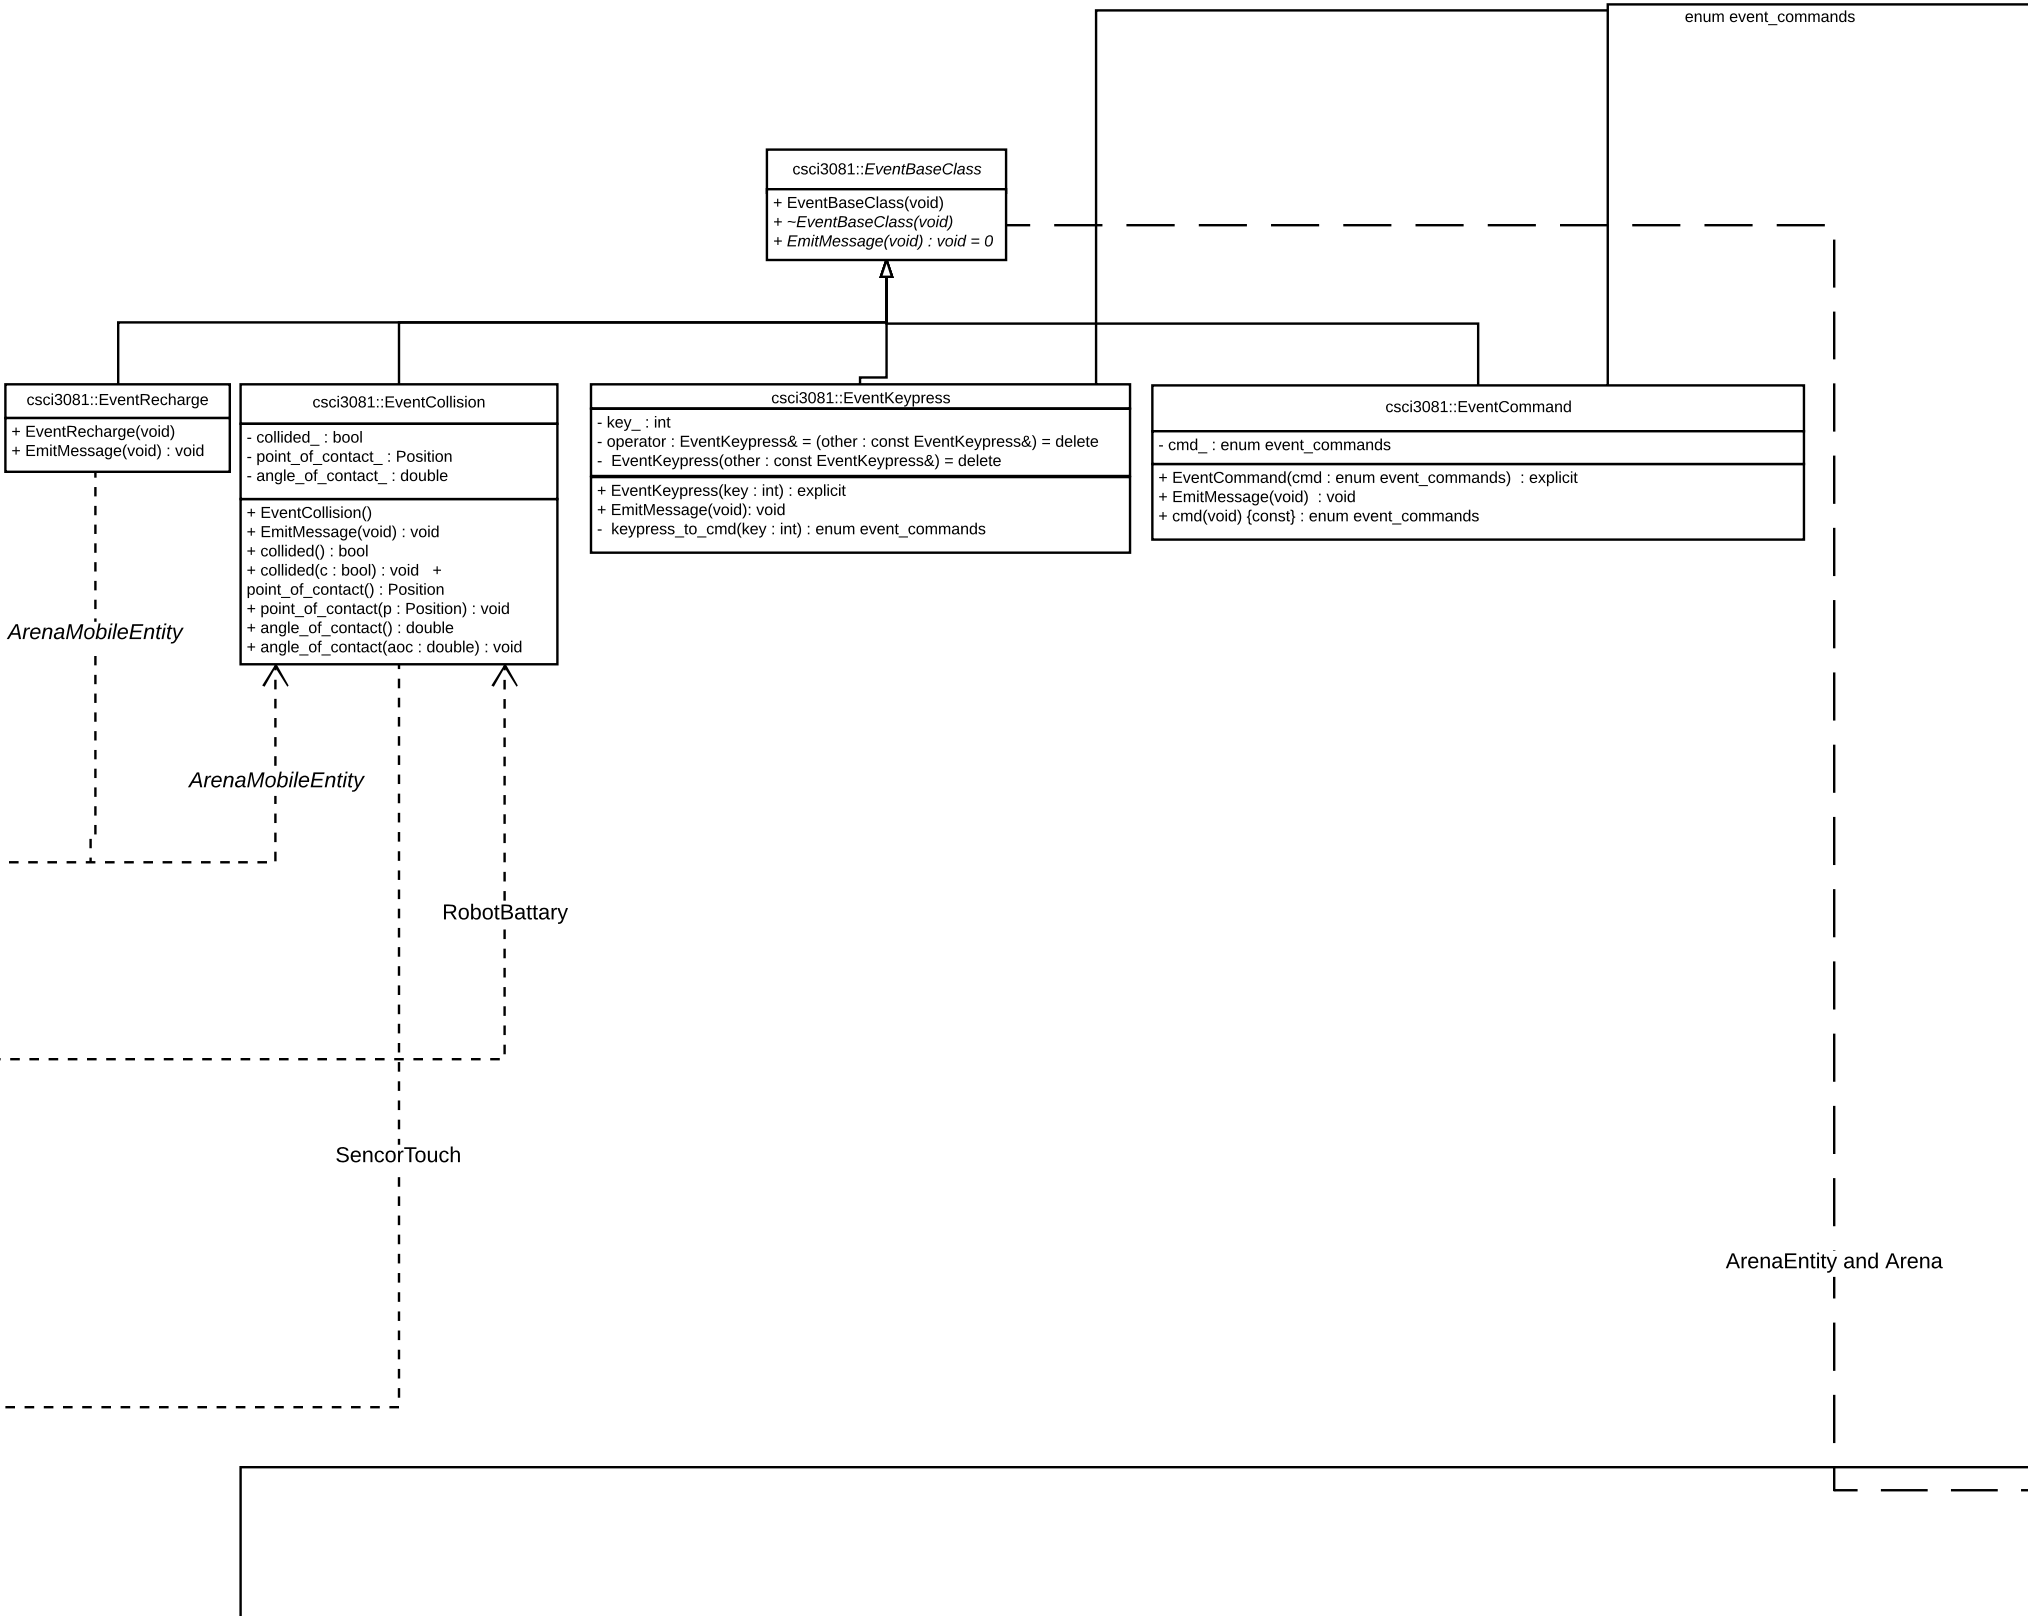 enum event_commands
csci3081::EventBaseClass
+ EventBaseClass(void)
+ ~EventBaseClass(void)
+ EmitMessage(void) : void = 0
csci3081::EventRecharge
+ EventRecharge(void)
+ EmitMessage(void) : void
csci3081::EventCollision
- collided_ : bool
- point_of_contact_ : Position
- angle_of_contact_ : double
+ EventCollision()
+ EmitMessage(void) : void
+ collided() : bool
+ collided(c : bool) : void   +
point_of_contact() : Position
+ point_of_contact(p : Position) : void
+ angle_of_contact() : double
+ angle_of_contact(aoc : double) : void
csci3081::EventKeypress
- key_ : int
- operator : EventKeypress& = (other : const EventKeypress&) = delete
-  EventKeypress(other : const EventKeypress&) = delete
+ EventKeypress(key : int) : explicit
+ EmitMessage(void): void
-  keypress_to_cmd(key : int) : enum event_commands
csci3081::EventCommand
- cmd_ : enum event_commands
+ EventCommand(cmd : enum event_commands)  : explicit
+ EmitMessage(void)  : void
+ cmd(void) {const} : enum event_commands
ArenaMobileEntity
ArenaMobileEntity
RobotBattary
SencorTouch
ArenaEntity and Arena